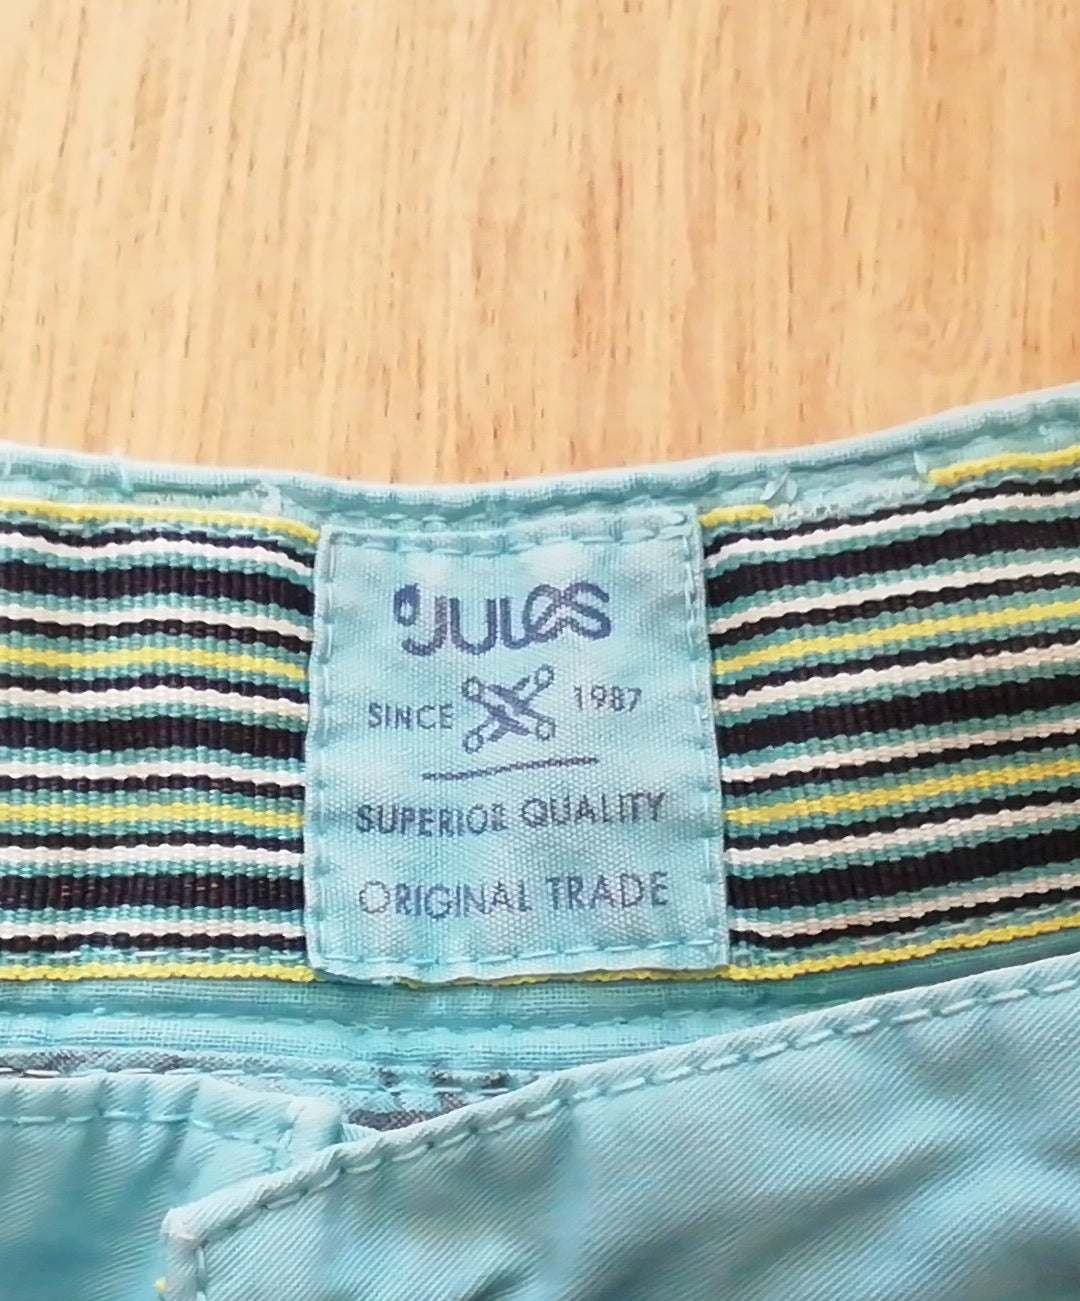 JULES
SINCE 1987
SUPERIOR QUALITY
ORIGINAL TRADE